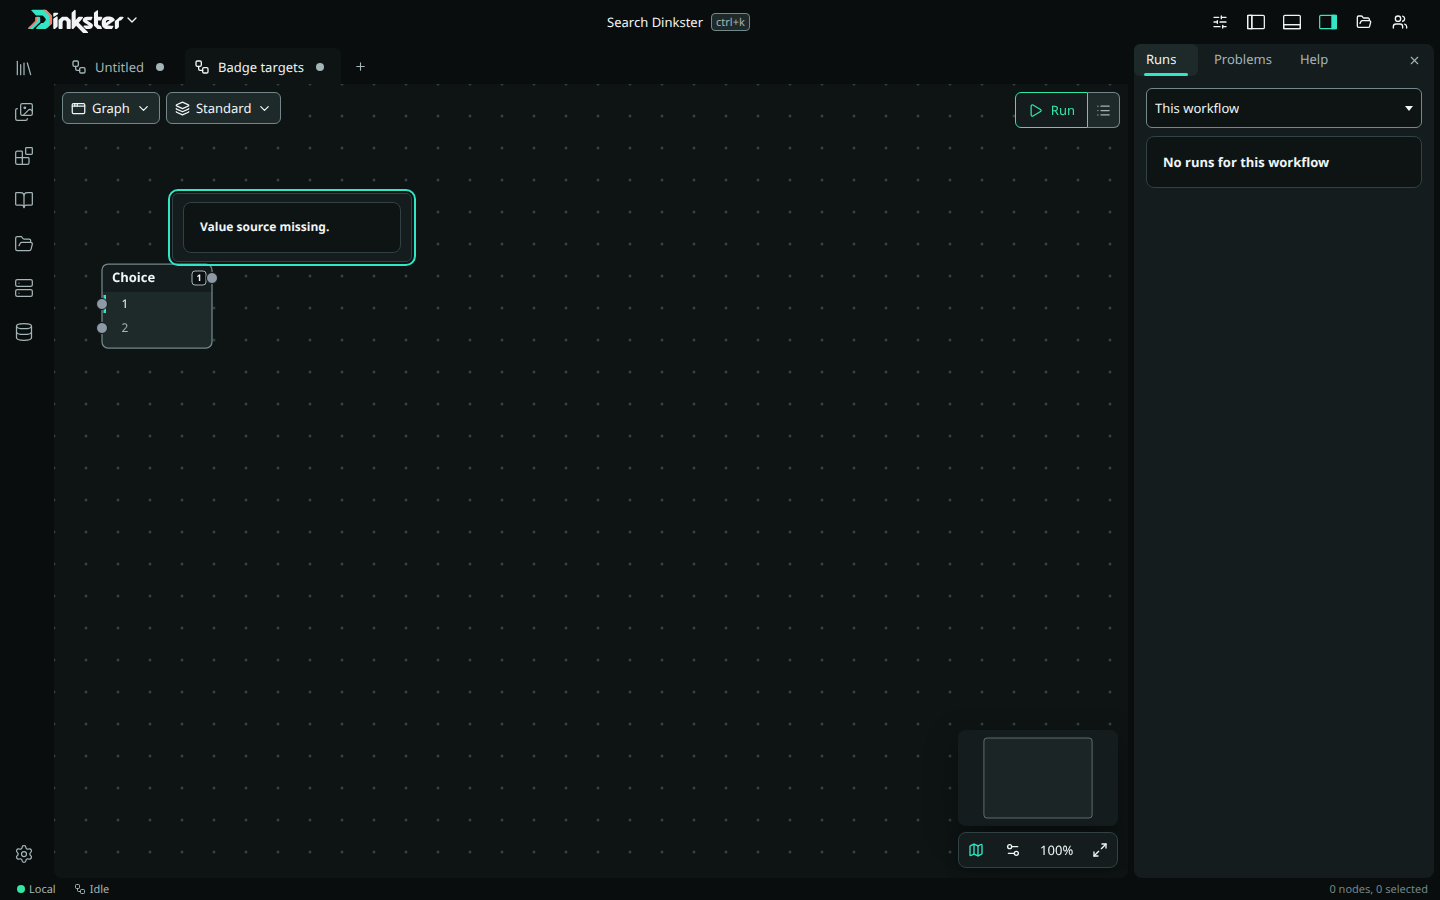 Dinkster
Search Dinkster ctrl+k
Untitled
Badge targets
Graph
Standard
Run
Value source missing.
Choice 1
1
2
100%
Runs
Problems
Help
This workflow
No runs for this workflow
Local
Idle
0 nodes, 0 selected